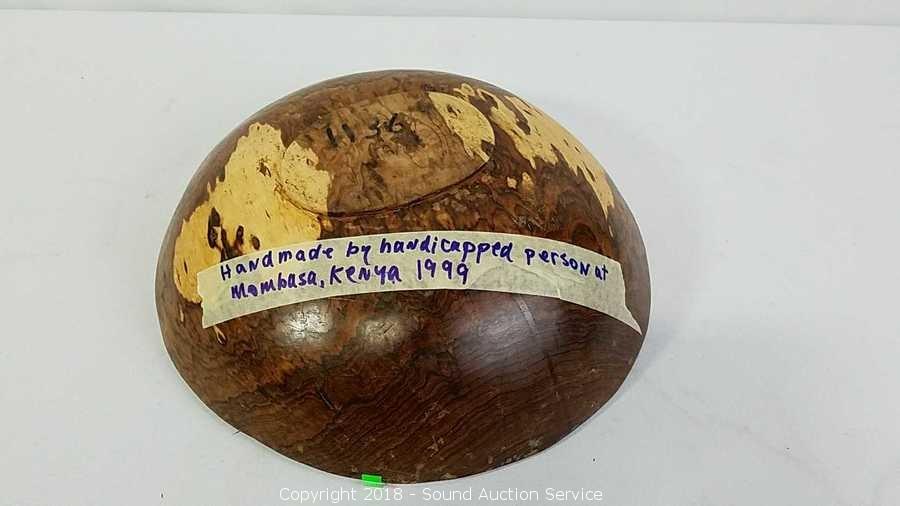 1136
Handmade by handicapped person at
Mombasa, Kenya 1999
Copyright 2018 - Sound Auction Service